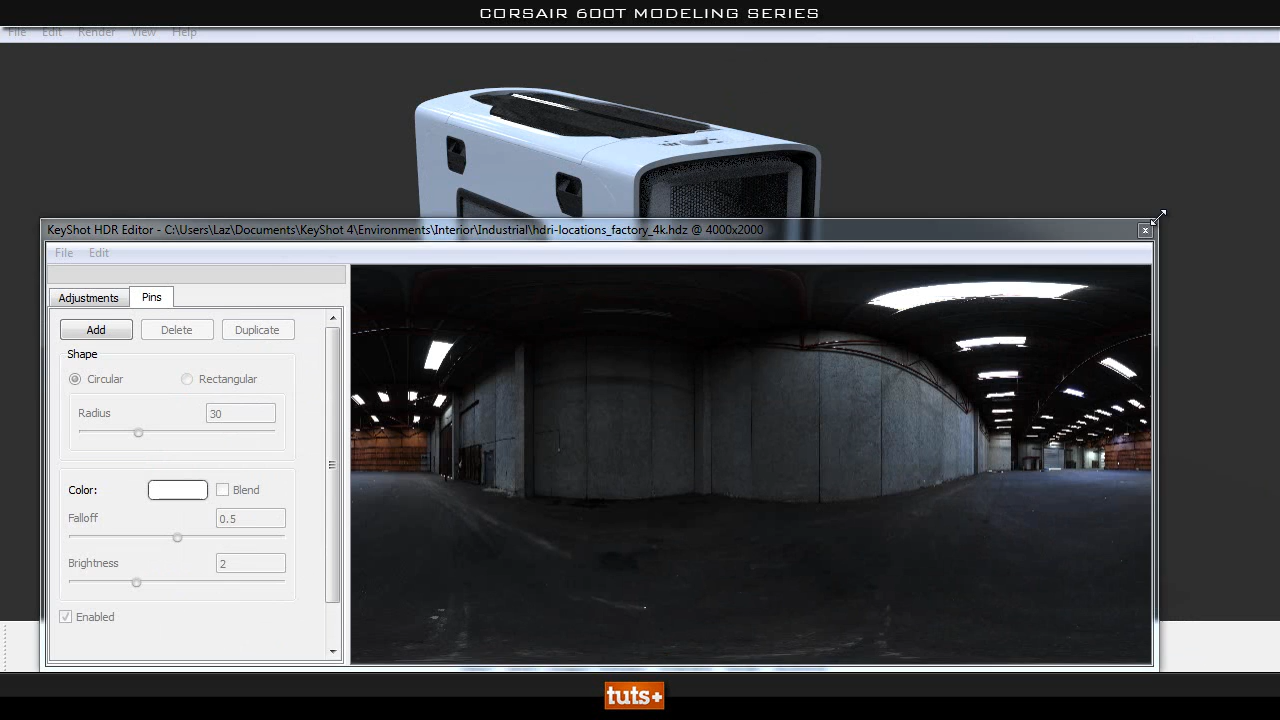 CORSAIR 600T MODELING SERIES
File Edit Render View Help
KeyShot HDR Editor - C:\Users\Laz\Documents\KeyShot 4\Environments\Interior\Industrial\hdri-locations_factory_4k.hdz @ 4000x2000
File Edit
Adjustments Pins
Add Delete Duplicate
Shape
Circular Rectangular
Radius 30
Color: Blend
Falloff 0.5
Brightness 2
Enabled
tuts+